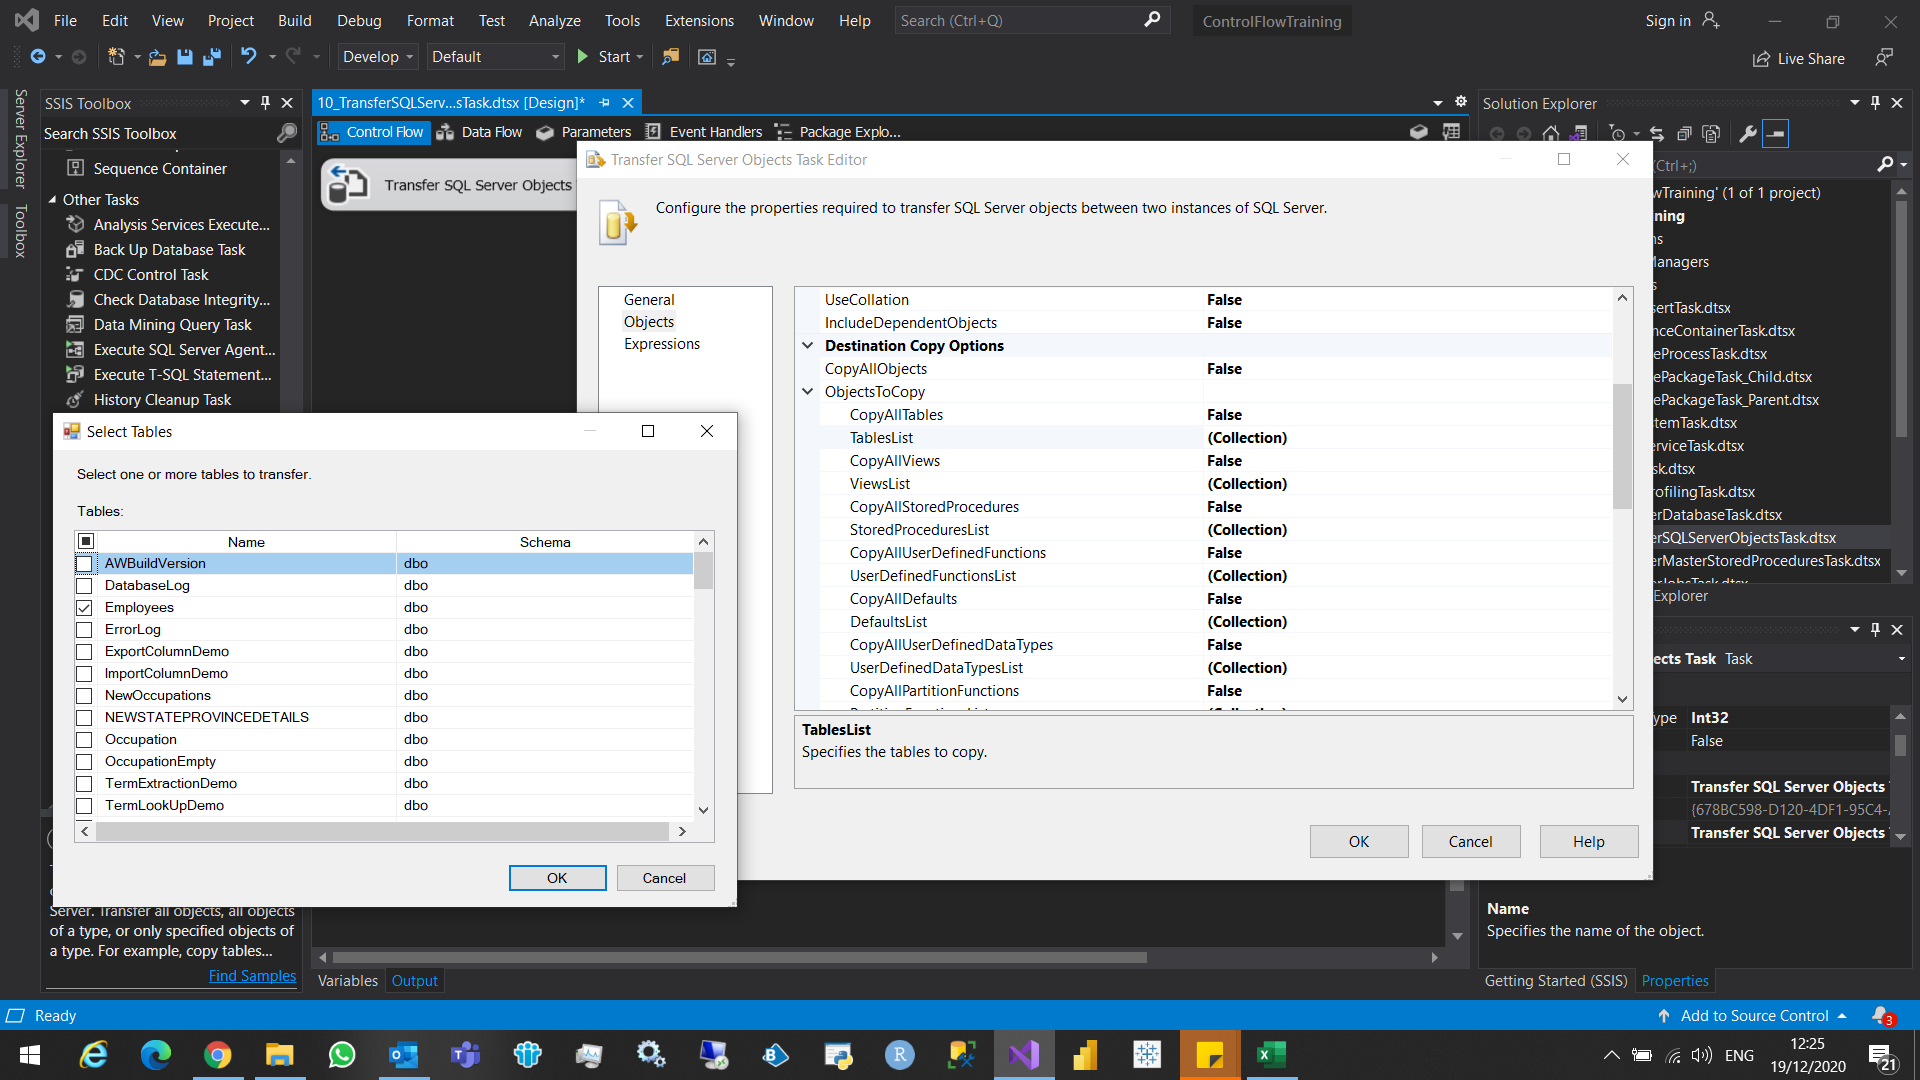 File Edit View Project Build Debug Format Test Analyze Tools Extensions Window Help Search (Ctrl+Q) ControlFlowTraining Sign in
Develop Default Start Live Share
Server Explorer
Toolbox
SSIS Toolbox
Search SSIS Toolbox
Sequence Container
Other Tasks
Analysis Services Execute...
Back Up Database Task
CDC Control Task
Check Database Integrity...
Data Mining Query Task
Execute SQL Server Agent...
Execute T-SQL Statement...
History Cleanup Task
10_TransferSQLServ...sTask.dtsx [Design]*
Control Flow Data Flow Parameters Event Handlers Package Explo...
Transfer SQL Server Objects
Transfer SQL Server Objects Task Editor
Configure the properties required to transfer SQL Server objects between two instances of SQL Server.
General
Objects
Expressions
UseCollation False
IncludeDependentObjects False
Destination Copy Options
CopyAllObjects False
ObjectsToCopy
CopyAllTables False
TablesList (Collection)
CopyAllViews False
ViewsList (Collection)
CopyAllStoredProcedures False
StoredProceduresList (Collection)
CopyAllUserDefinedFunctions False
UserDefinedFunctionsList (Collection)
CopyAllDefaults False
DefaultsList (Collection)
CopyAllUserDefinedDataTypes False
UserDefinedDataTypesList (Collection)
CopyAllPartitionFunctions False
TablesList
Specifies the tables to copy.
OK Cancel Help
Select Tables
Select one or more tables to transfer.
Tables:
Name Schema
AWBuildVersion dbo
DatabaseLog dbo
Employees dbo
ErrorLog dbo
ExportColumnDemo dbo
ImportColumnDemo dbo
NewOccupations dbo
NEWSTATEPROVINCEDETAILS dbo
Occupation dbo
OccupationEmpty dbo
TermExtractionDemo dbo
TermLookUpDemo dbo
OK Cancel
Server. Transfer all objects, all objects
of a type, or only specified objects of
a type. For example, copy tables...
Find Samples
Variables Output
Solution Explorer
(Ctrl+;)
wTraining' (1 of 1 project)
ning
ns
Managers
s
sertTask.dtsx
nceContainerTask.dtsx
eProcessTask.dtsx
ePackageTask_Child.dtsx
ePackageTask_Parent.dtsx
stemTask.dtsx
erviceTask.dtsx
sk.dtsx
rofilingTask.dtsx
erDatabaseTask.dtsx
erSQLServerObjectsTask.dtsx
erMasterStoredProceduresTask.dtsx
Explorer
ects Task Task
ype Int32
False
Transfer SQL Server Objects
{678BC598-D120-4DF1-95C4-
Transfer SQL Server Objects
Name
Specifies the name of the object.
Getting Started (SSIS) Properties
Ready Add to Source Control 3
ENG 12:25
19/12/2020 21